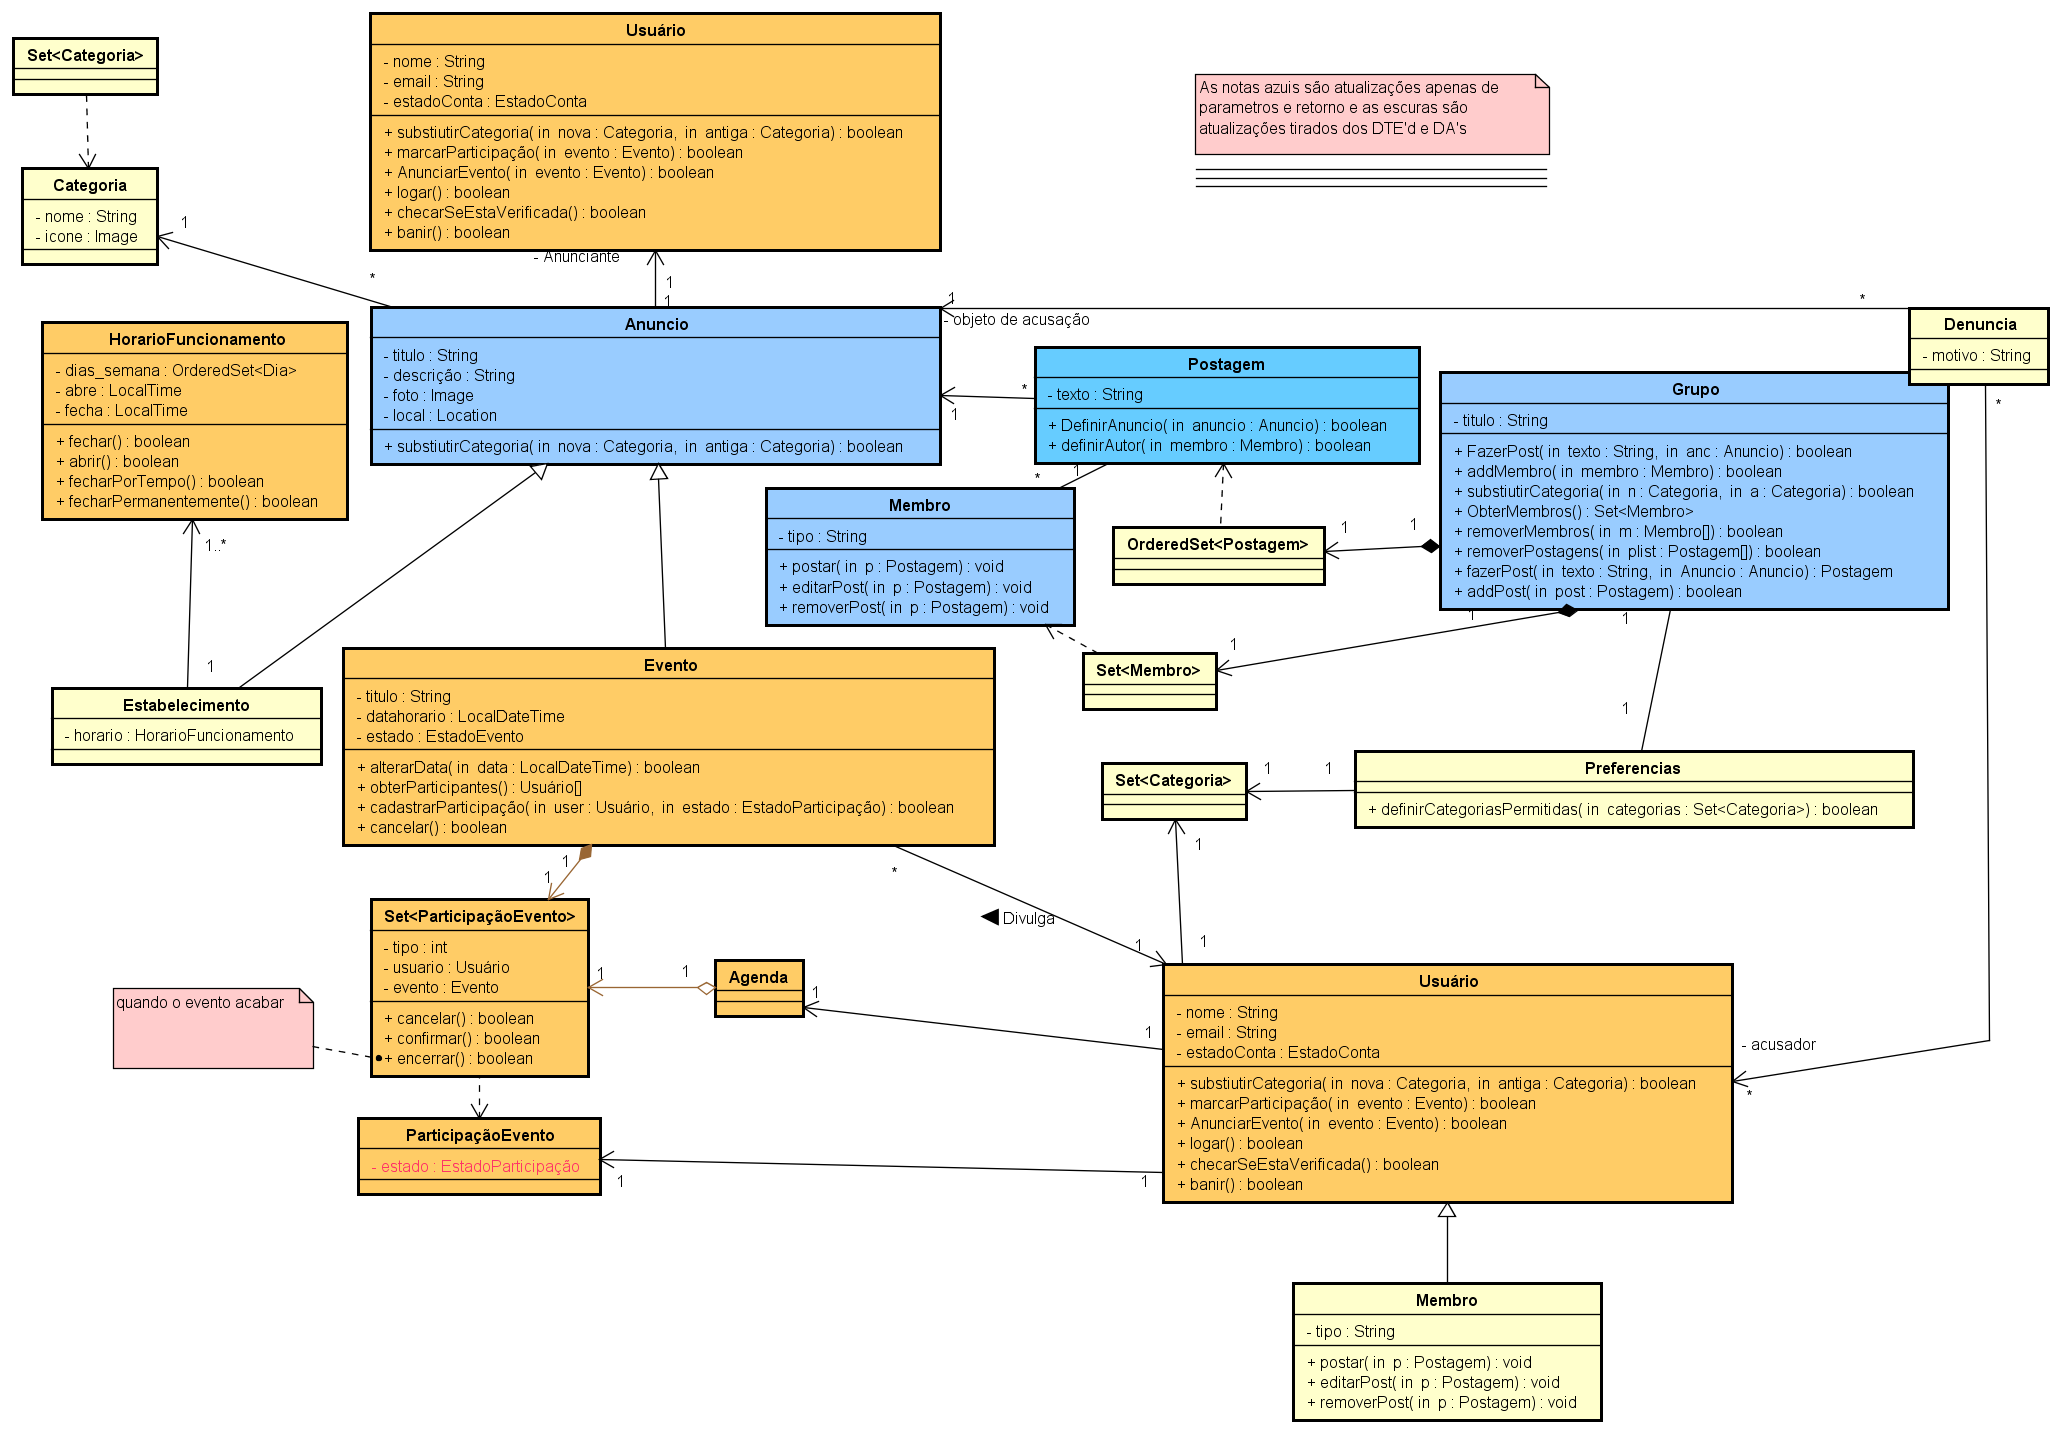 Set<Categoria>
Categoria
- nome : String
- icone : Image
1
*
Usuário
- nome : String
- email : String
- estadoConta : EstadoConta
+ substiutirCategoria( in nova : Categoria, in antiga : Categoria) : boolean
+ marcarParticipação( in evento : Evento) : boolean
+ AnunciarEvento( in evento : Evento) : boolean
+ logar() : boolean
+ checarSeEstaVerificada() : boolean
+ banir() : boolean
- Anunciante
1
1
As notas azuis são atualizações apenas de
parametros e retorno e as escuras são
atualizações tirados dos DTE'd e DA's
HorarioFuncionamento
- dias_semana : OrderedSet<Dia>
- abre : LocalTime
- fecha : LocalTime
+ fechar() : boolean
+ abrir() : boolean
+ fecharPorTempo() : boolean
+ fecharPermanentemente() : boolean
1..*
1
Anuncio
- titulo : String
- descrição : String
- foto : Image
- local : Location
+ substiutirCategoria( in nova : Categoria, in antiga : Categoria) : boolean
1
- objeto de acusação
*
Denuncia
- motivo : String
*
Postagem
- texto : String
+ DefinirAnuncio( in anuncio : Anuncio) : boolean
+ definirAutor( in membro : Membro) : boolean
*
1
1
*
Grupo
- titulo : String
+ FazerPost( in texto : String, in anc : Anuncio) : boolean
+ addMembro( in membro : Membro) : boolean
+ substiutirCategoria( in n : Categoria, in a : Categoria) : boolean
+ ObterMembros() : Set<Membro>
+ removerMembros( in m : Membro[]) : boolean
+ removerPostagens( in plist : Postagem[]) : boolean
+ fazerPost( in texto : String, in Anuncio : Anuncio) : Postagem
+ addPost( in post : Postagem) : boolean
Membro
- tipo : String
+ postar( in p : Postagem) : void
+ editarPost( in p : Postagem) : void
+ removerPost( in p : Postagem) : void
OrderedSet<Postagem>
1
1
Set<Membro>
1
1
1
1
Estabelecimento
- horario : HorarioFuncionamento
Evento
- titulo : String
- datahorario : LocalDateTime
- estado : EstadoEvento
+ alterarData( in data : LocalDateTime) : boolean
+ obterParticipantes() : Usuário[]
+ cadastrarParticipação( in user : Usuário, in estado : EstadoParticipação) : boolean
+ cancelar() : boolean
Set<Categoria>
1
1
Preferencias
+ definirCategoriasPermitidas( in categorias : Set<Categoria>) : boolean
1
1
1
1
*
Divulga
1
Set<ParticipaçãoEvento>
- tipo : int
- usuario : Usuário
- evento : Evento
+ cancelar() : boolean
+ confirmar() : boolean
+ encerrar() : boolean
quando o evento acabar
1
1
Agenda
1
1
Usuário
- nome : String
- email : String
- estadoConta : EstadoConta
+ substiutirCategoria( in nova : Categoria, in antiga : Categoria) : boolean
+ marcarParticipação( in evento : Evento) : boolean
+ AnunciarEvento( in evento : Evento) : boolean
+ logar() : boolean
+ checarSeEstaVerificada() : boolean
+ banir() : boolean
- acusador
*
ParticipaçãoEvento
- estado : EstadoParticipação
1
1
Membro
- tipo : String
+ postar( in p : Postagem) : void
+ editarPost( in p : Postagem) : void
+ removerPost( in p : Postagem) : void